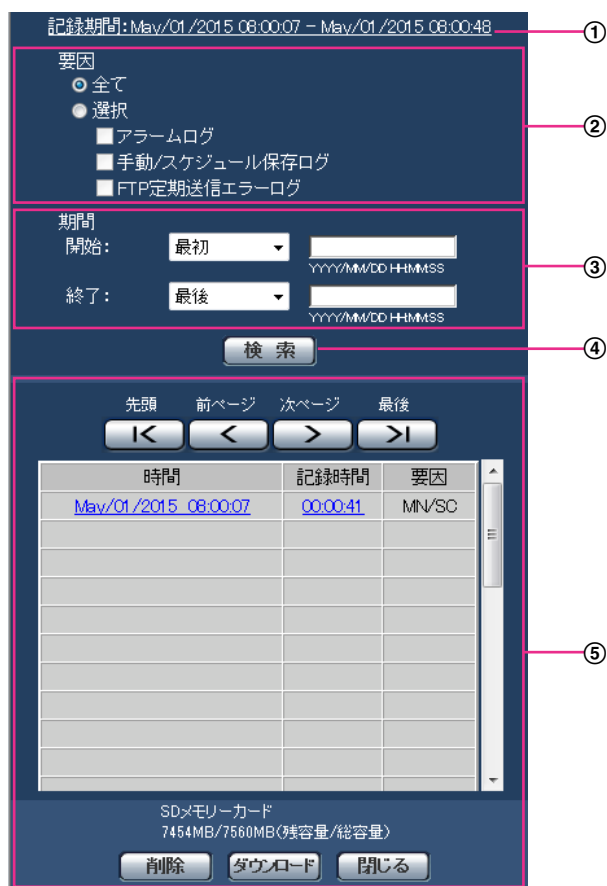 記録期間:May/01/2015 08:00:07 - May/01/2015 08:00:48
①
要因
全て
選択
アラームログ
手動/スケジュール保存ログ
FTP定期送信エラーログ
②
期間
開始: 最初
YYYY/MM/DD HH:MM:SS
終了: 最後
YYYY/MM/DD HH:MM:SS
③
検索
④
先頭 前ページ 次ページ 最後
時間 記録時間 要因
May/01/2015 08:00:07 00:00:41 MN/SC
⑤
SDメモリーカード
7454MB/7560MB(残容量/総容量)
削除 ダウンロード 閉じる